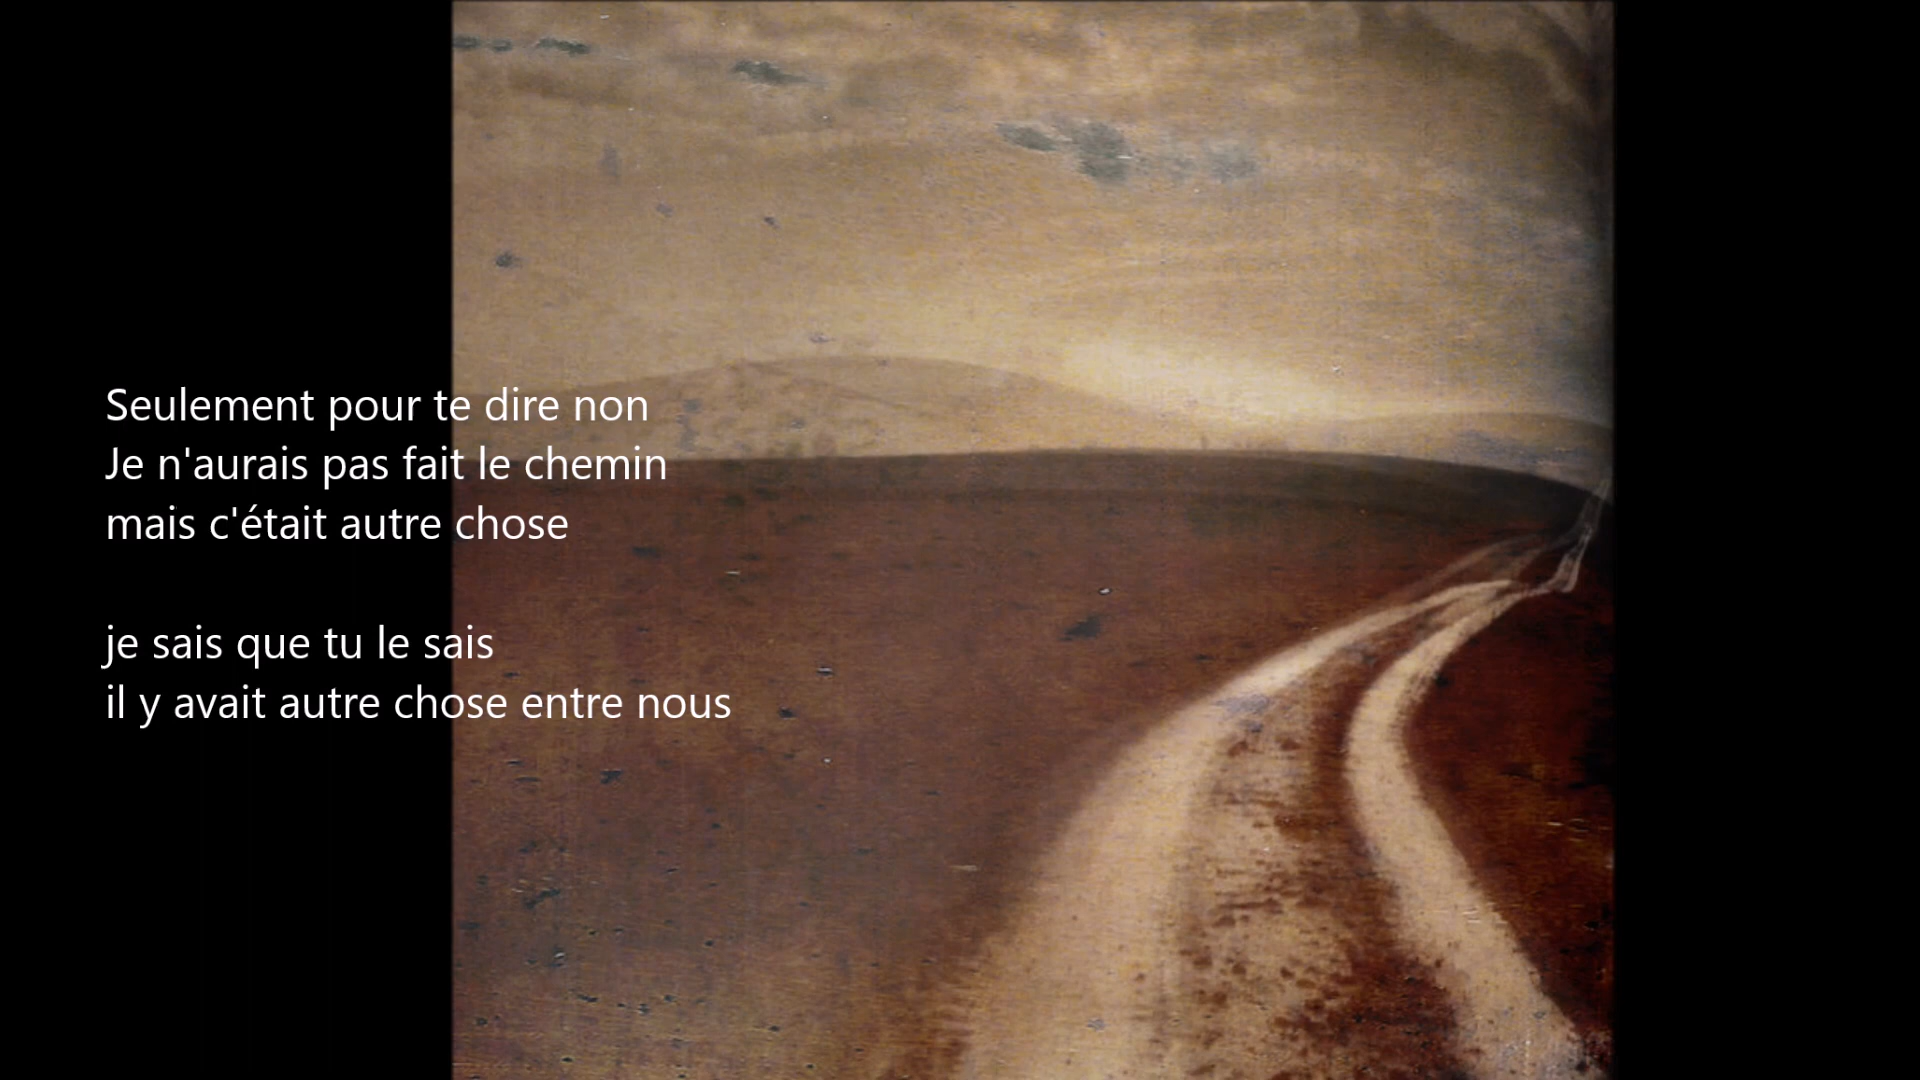 Seulement pour te dire non
Je n'aurais pas fait le chemin
mais c'était autre chose
je sais que tu le sais
il y avait autre chose entre nous